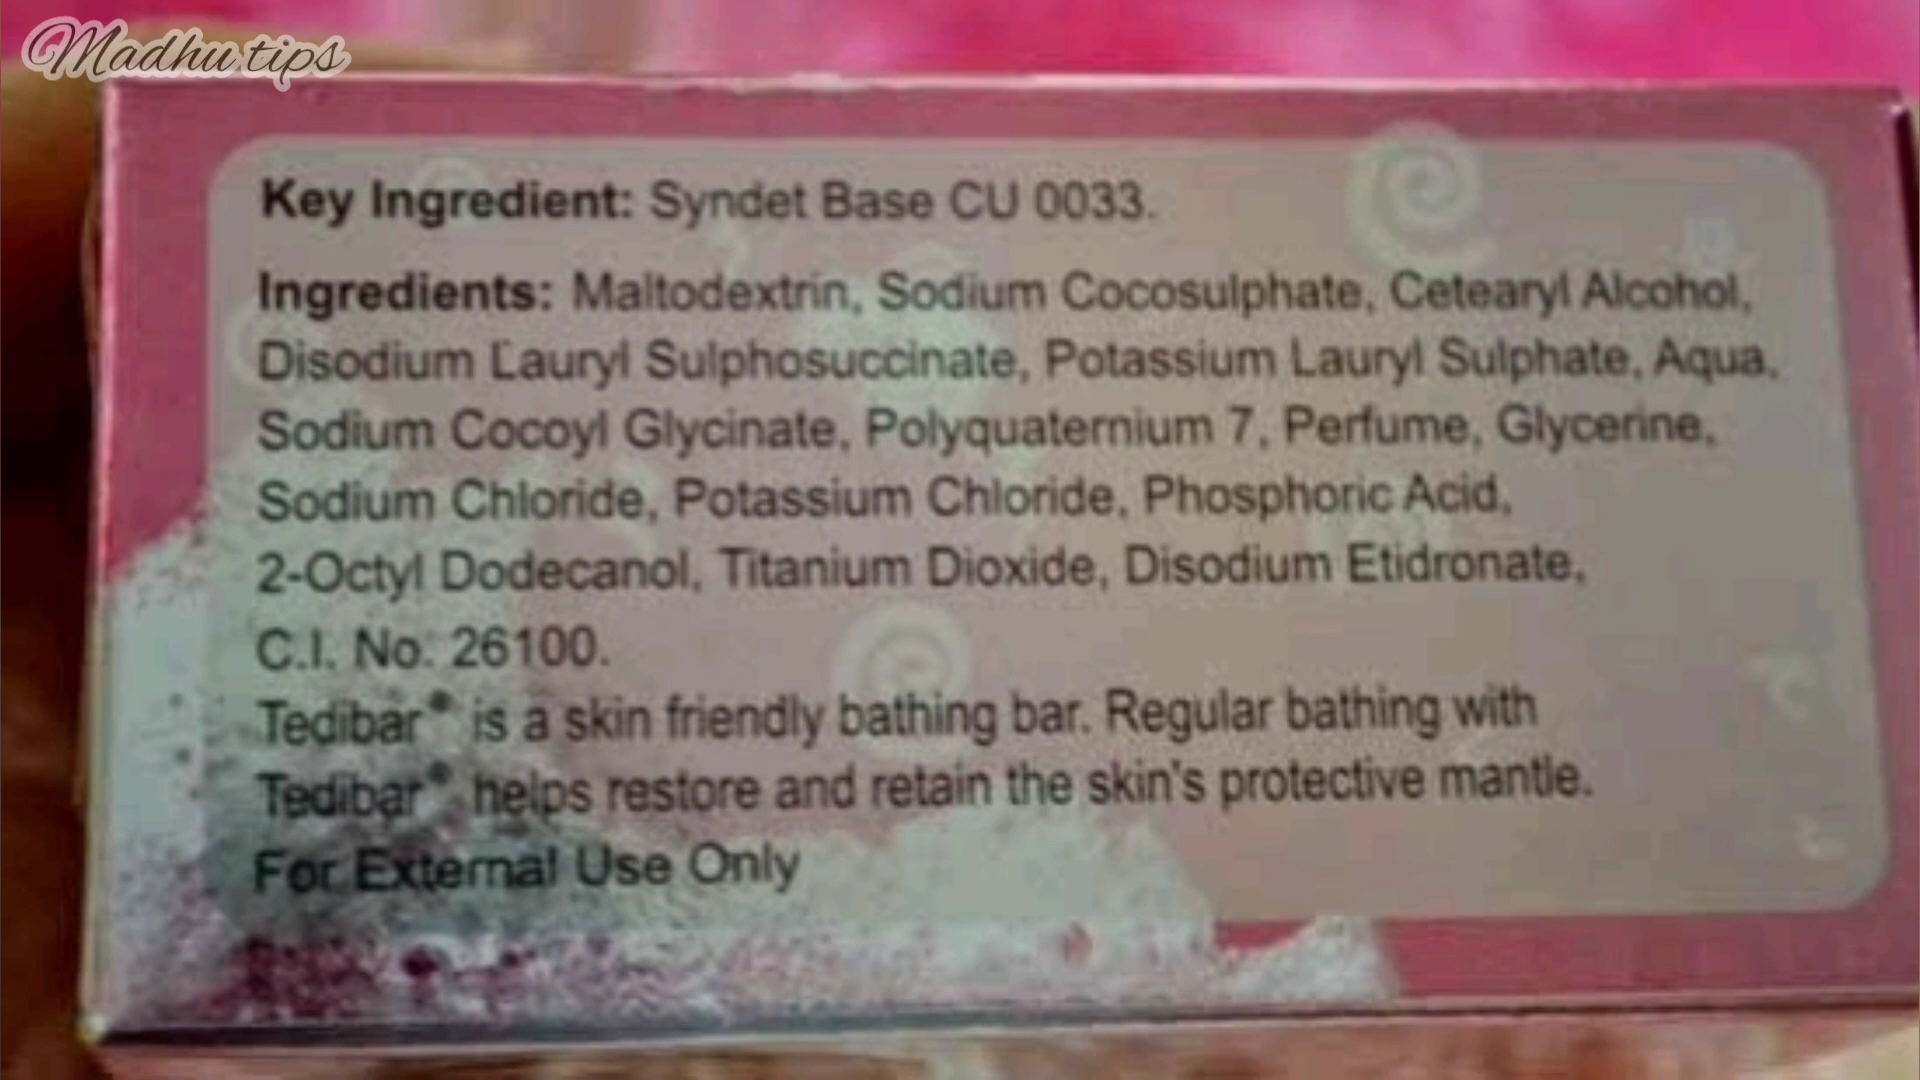 Madhu tips
Key Ingredient: Syndet Base CU 0033.
Ingredients: Maltodextrin, Sodium Cocosulphate, Cetearyl Alcohol,
Disodium Lauryl Sulphosuccinate, Potassium Lauryl Sulphate, Aqua,
Sodium Cocoyl Glycinate, Polyquaternium 7, Perfume, Glycerine,
Sodium Chloride, Potassium Chloride, Phosphoric Acid,
2-Octyl Dodecanol, Titanium Dioxide, Disodium Etidronate,
C.I. No. 26100.
Tedibar® is a skin friendly bathing bar. Regular bathing with
Tedibar® helps restore and retain the skin's protective mantle.
For External Use Only